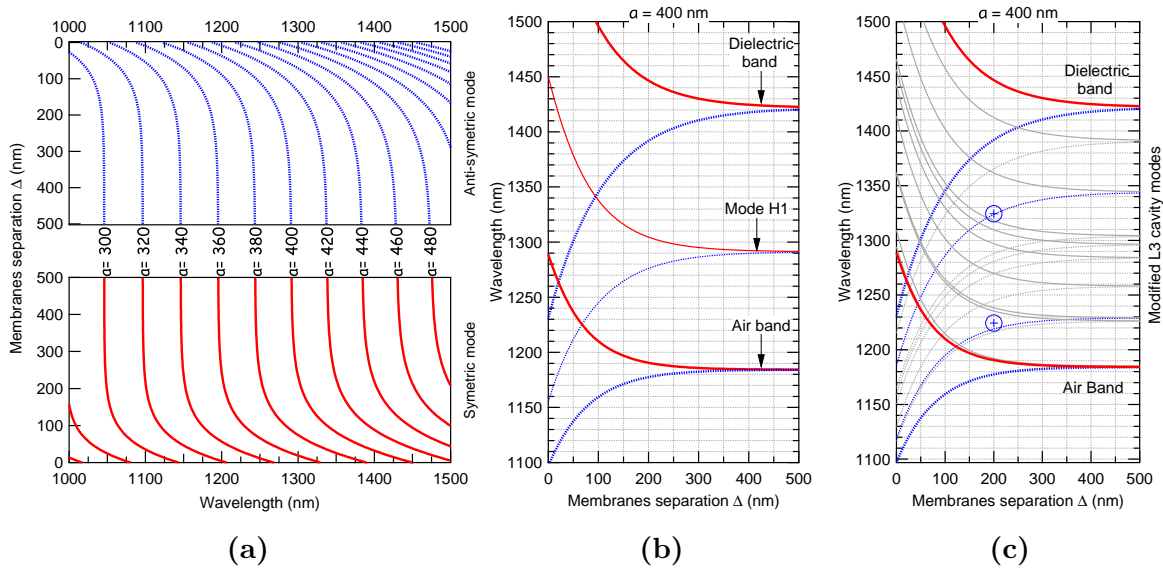 1000 1100 1200 1300 1400 1500
0
100
200
300
400
500
Anti-symmetric mode
a= 300
a= 320
a= 340
a= 360
a= 380
a= 400
a= 420
a= 440
a= 460
a= 480
Membranes separation Δ (nm)
500
400
300
200
100
0
Symetric mode
1000 1100 1200 1300 1400 1500
Wavelength (nm)
(a)
a = 400 nm
1500
1450
1400
1350
1300
1250
1200
1150
1100
Wavelength (nm)
Dielectric
band
Mode H1
Air band
0 100 200 300 400 500
Membranes separation Δ (nm)
(b)
a = 400 nm
1500
1450
1400
1350
1300
1250
1200
1150
1100
Wavelength (nm)
Dielectric
band
Air Band
Modified L3 cavity modes
0 100 200 300 400 500
Membranes separation Δ (nm)
(c)